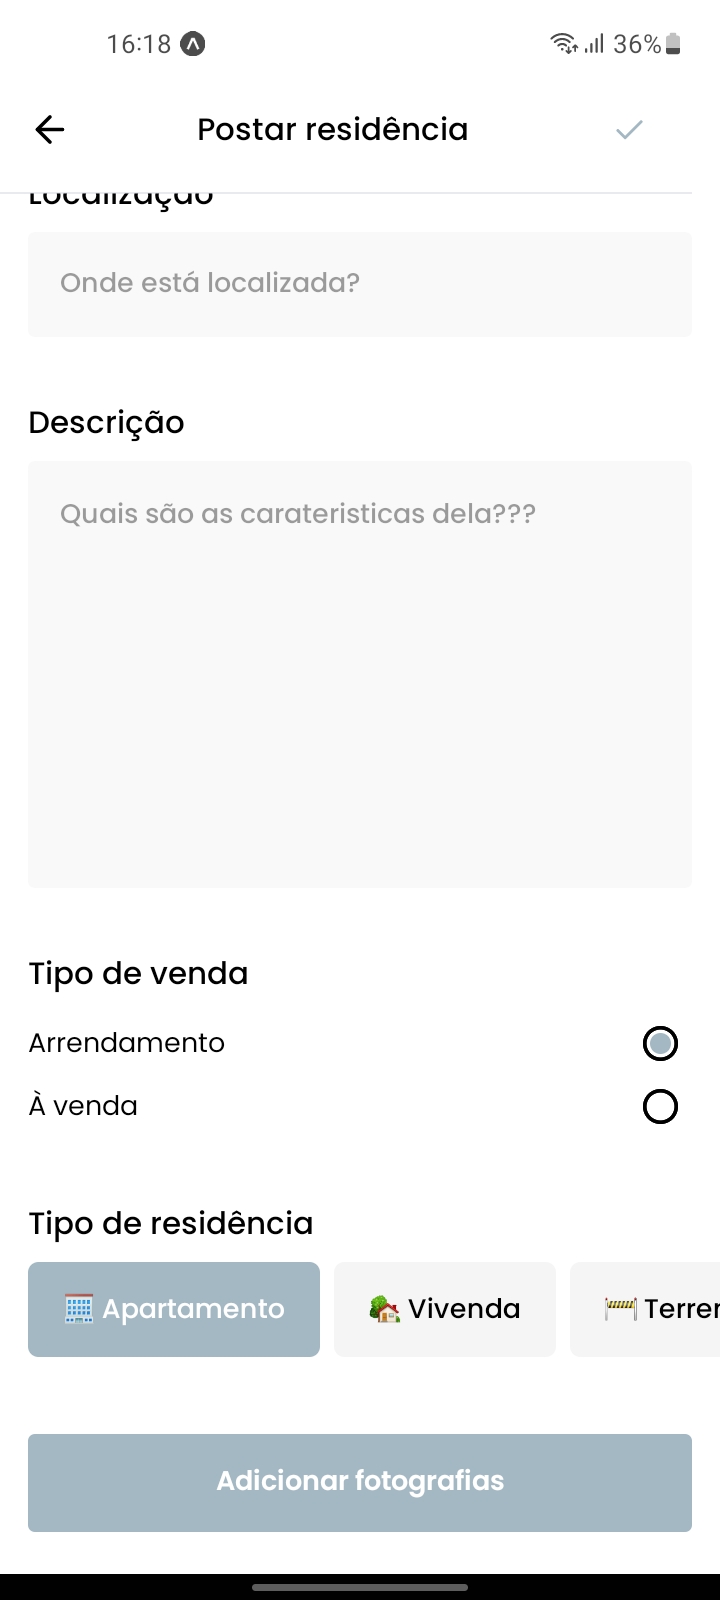 16:18
36%
Postar residência
Localização
Onde está localizada?
Descrição
Quais são as carateristicas dela???
Tipo de venda
Arrendamento
À venda
Tipo de residência
Apartamento
Vivenda
Terrer
Adicionar fotografias